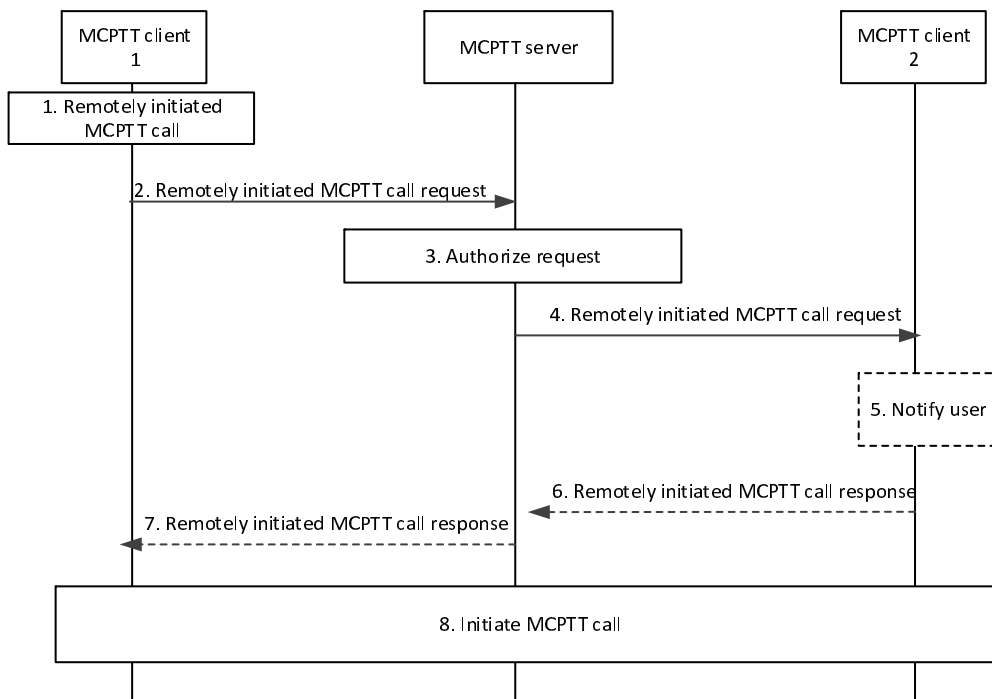 MCPTT client
1
MCPTT server
MCPTT client
2
1. Remotely initiated
MCPTT call
2. Remotely initiated MCPTT call request
3. Authorize request
4. Remotely initiated MCPTT call request
5. Notify user
6. Remotely initiated MCPTT call response
7. Remotely initiated MCPTT call response
8. Initiate MCPTT call